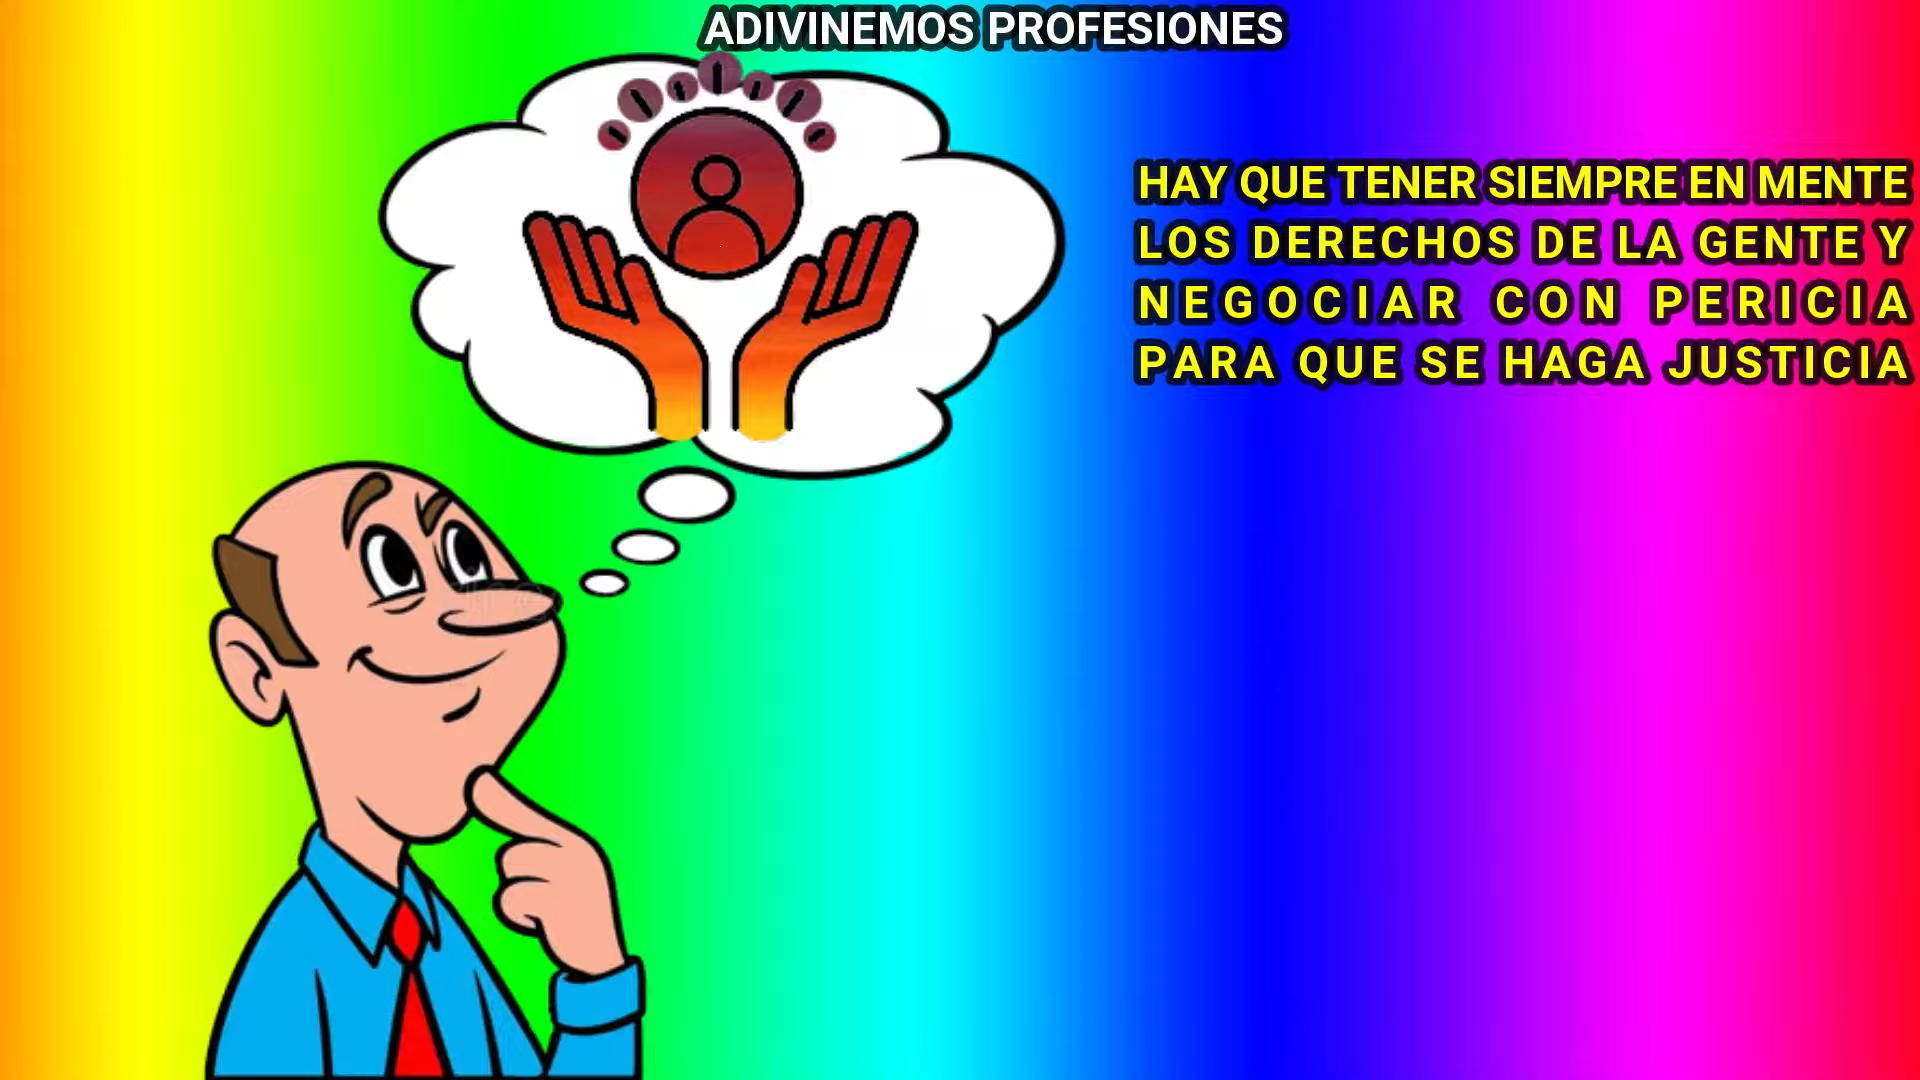 ADIVINEMOS PROFESIONES
HAY QUE TENER SIEMPRE EN MENTE
LOS DERECHOS DE LA GENTE Y
NEGOCIAR CON PERICIA
PARA QUE SE HAGA JUSTICIA